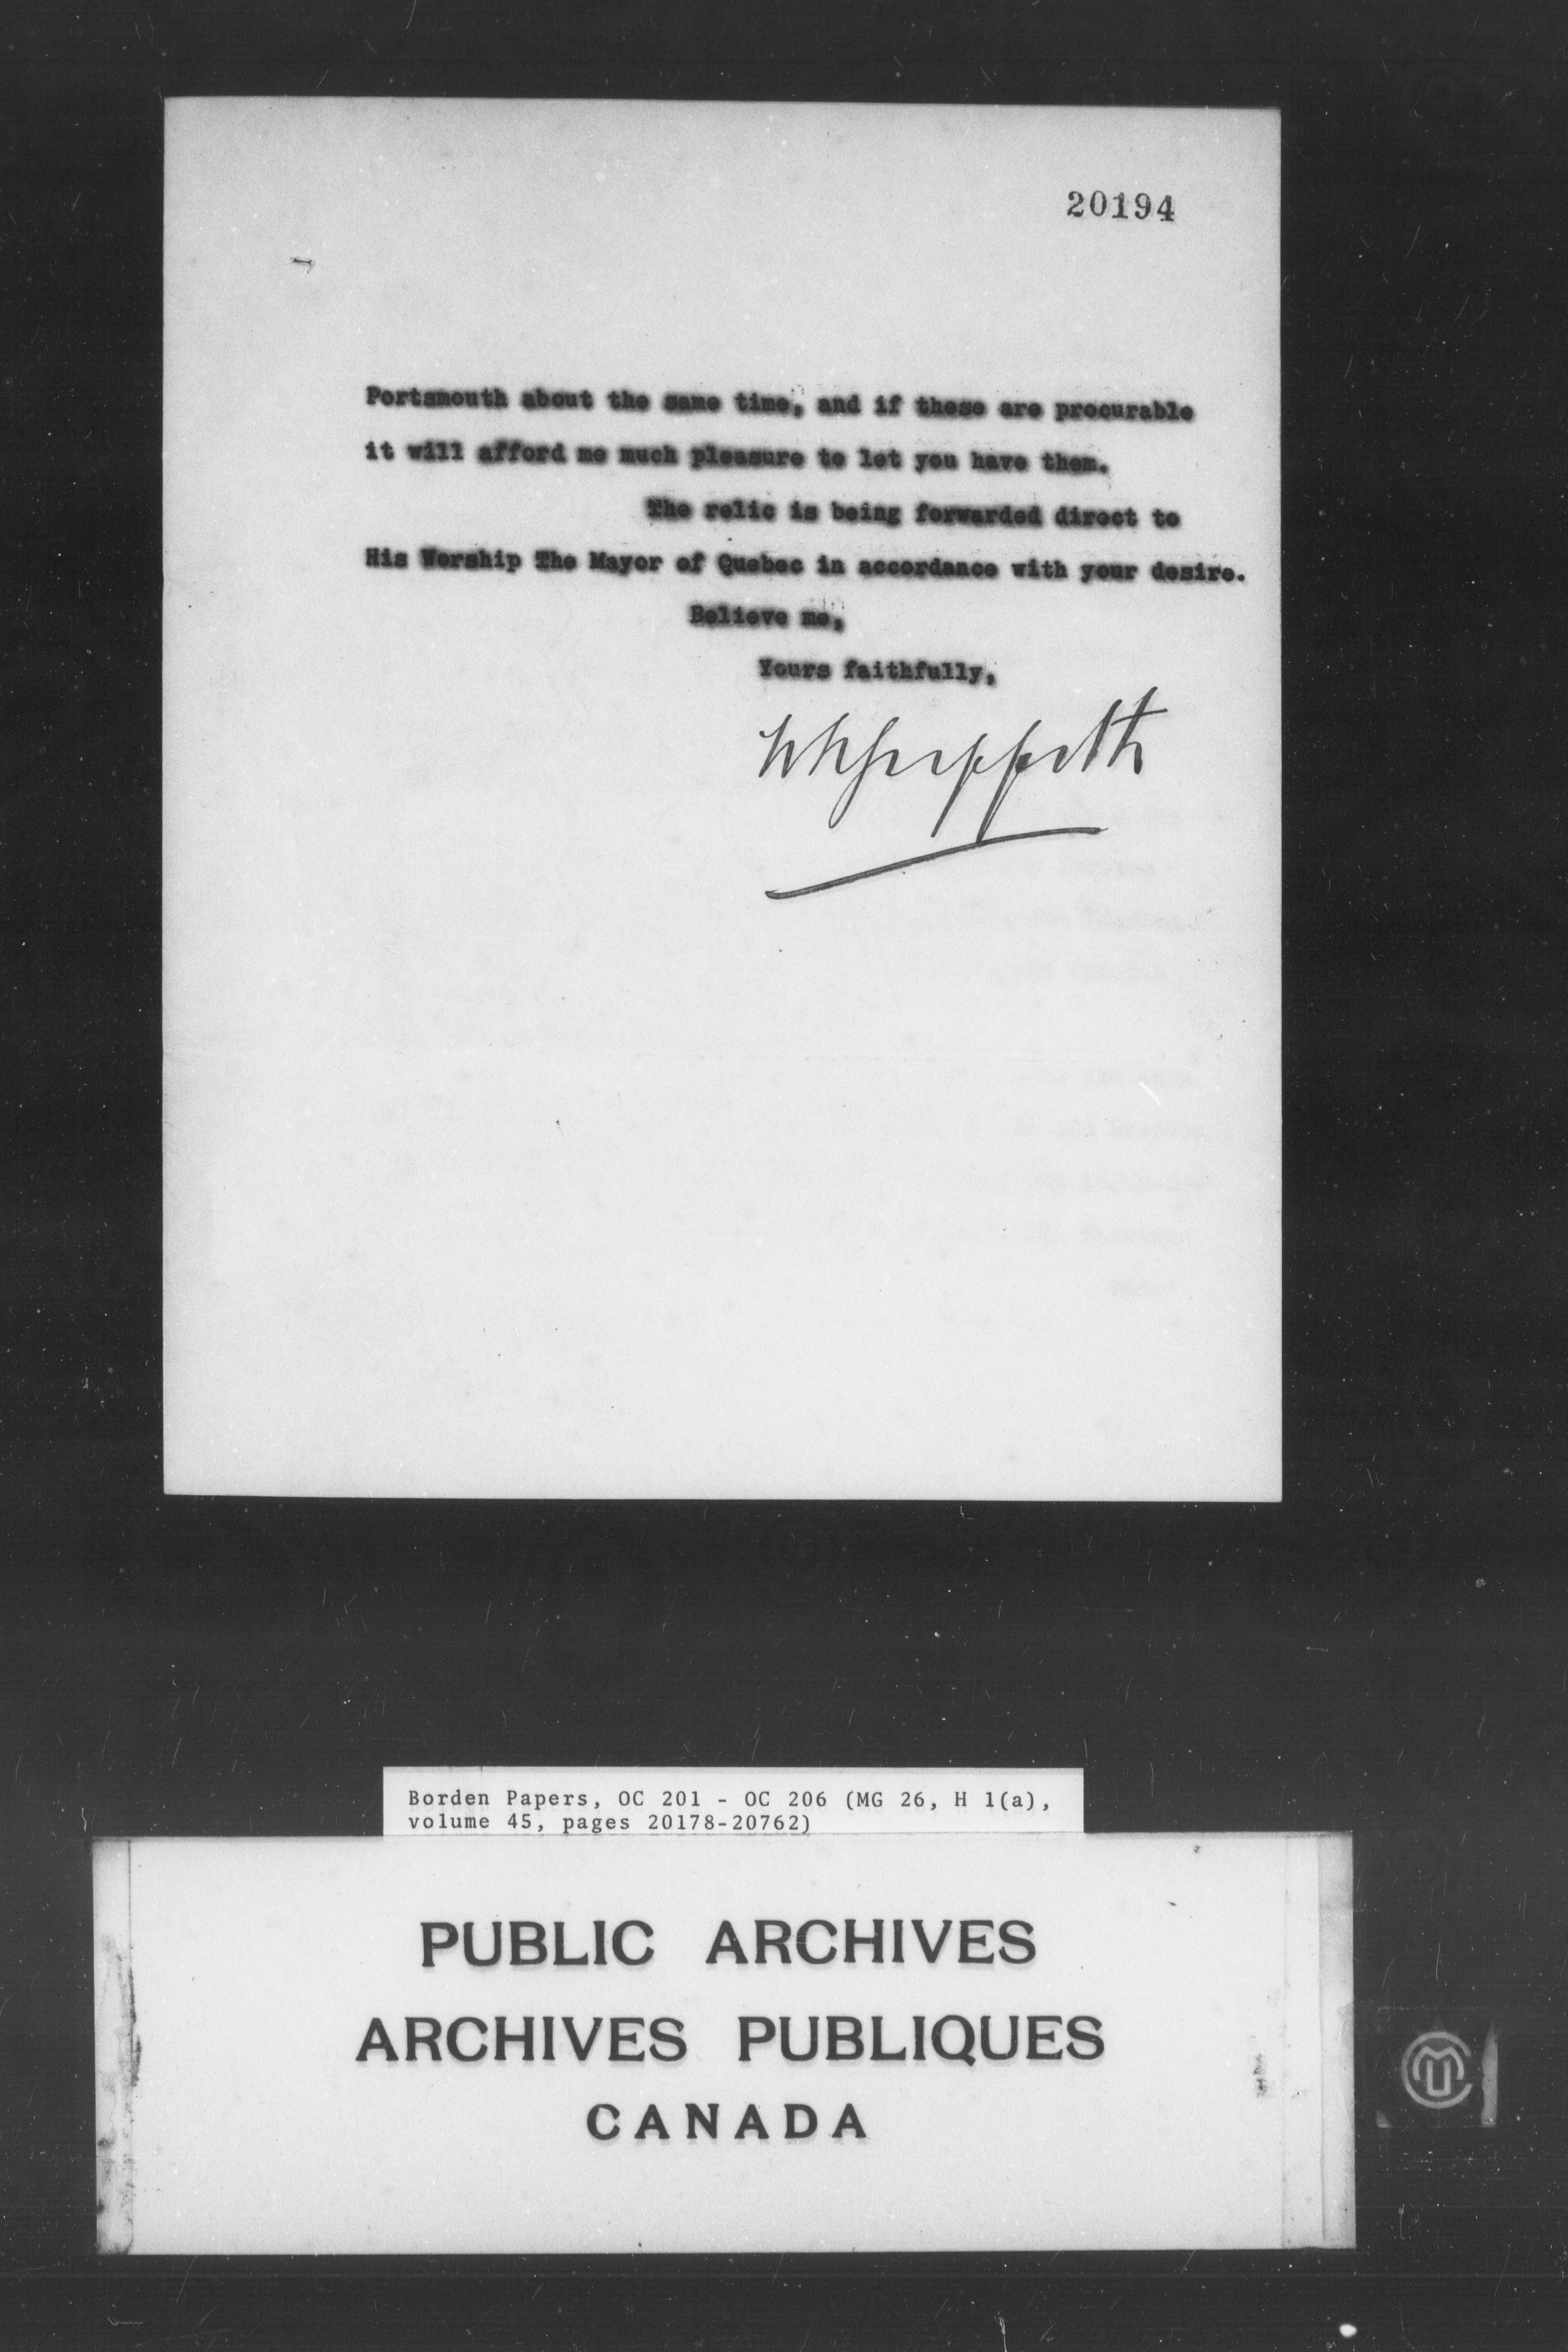 20194
Portsmouth about the same time, and if these are procurable
it will afford me much pleasure to let you have them.
The relic is being forwarded direct to
His Worship The Mayor of Quebec in accordance with your desire.
Believe me,
Yours faithfully,
Griffith
Borden Papers, OC 201 - OC 206 (MG 26, H 1(a),
volume 45, pages 20178-20762)
PUBLIC ARCHIVES
ARCHIVES PUBLIQUES
CANADA